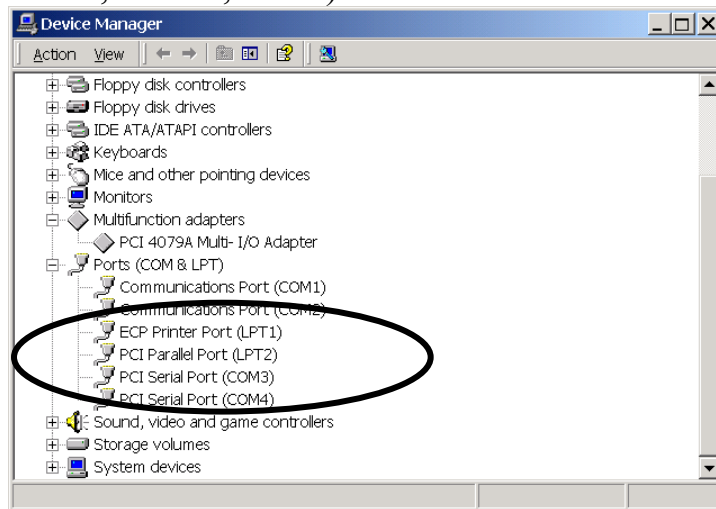 Device Manager
Action View
Floppy disk controllers
Floppy disk drives
IDE ATA/ATAPI controllers
Keyboards
Mice and other pointing devices
Monitors
Multifunction adapters
PCI 4079A Multi- I/O Adapter
Ports (COM & LPT)
Communications Port (COM1)
Communications Port (COM2)
ECP Printer Port (LPT1)
PCI Parallel Port (LPT2)
PCI Serial Port (COM3)
PCI Serial Port (COM4)
Sound, video and game controllers
Storage volumes
System devices